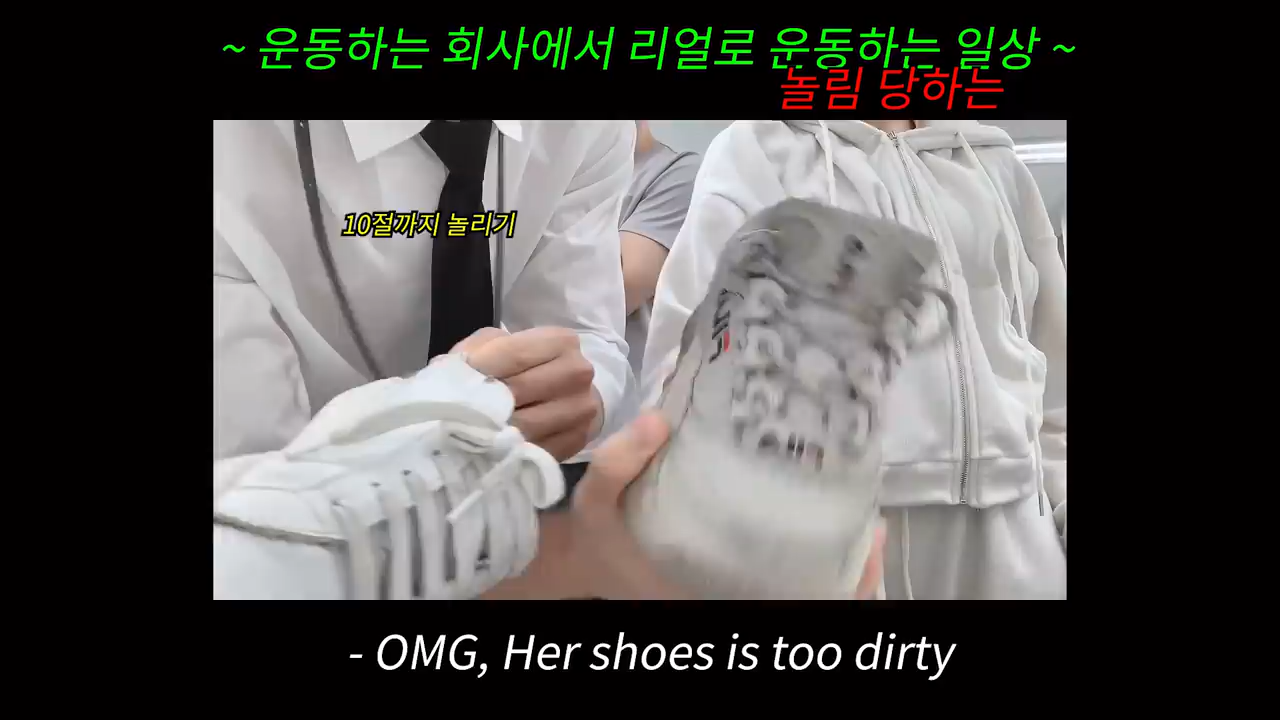 ~ 운동하는 회사에서 리얼로 운동하는 일상 ~
놀림 당하는
10절까지 놀리기
- OMG, Her shoes is too dirty